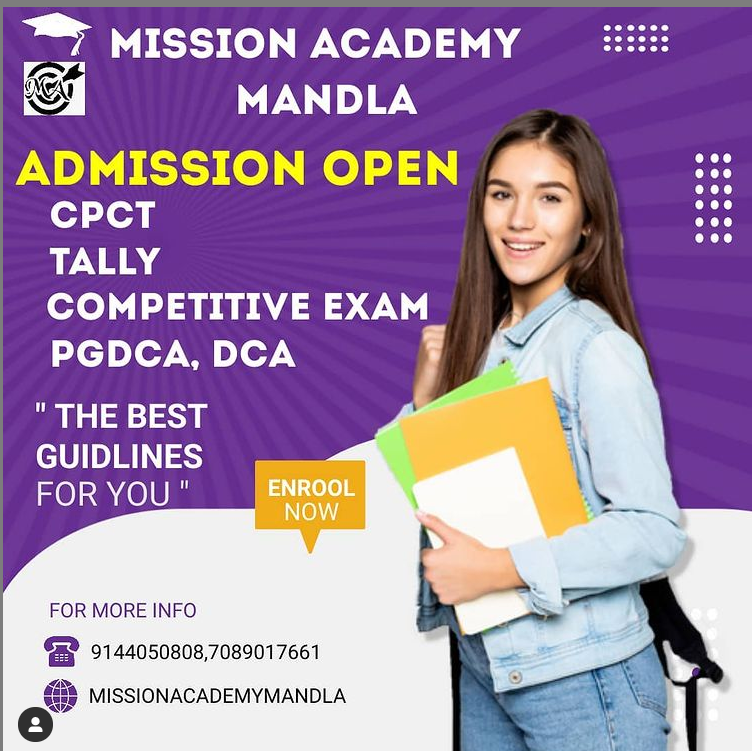 MISSION ACADEMY
MANDLA
MA
ADMISSION OPEN
CPCT
TALLY
COMPETITIVE EXAM
PGDCA, DCA
" THE BEST
GUIDLINES
FOR YOU "
ENROOL
NOW
FOR MORE INFO
9144050808,7089017661
MISSIONACADEMYMANDLA